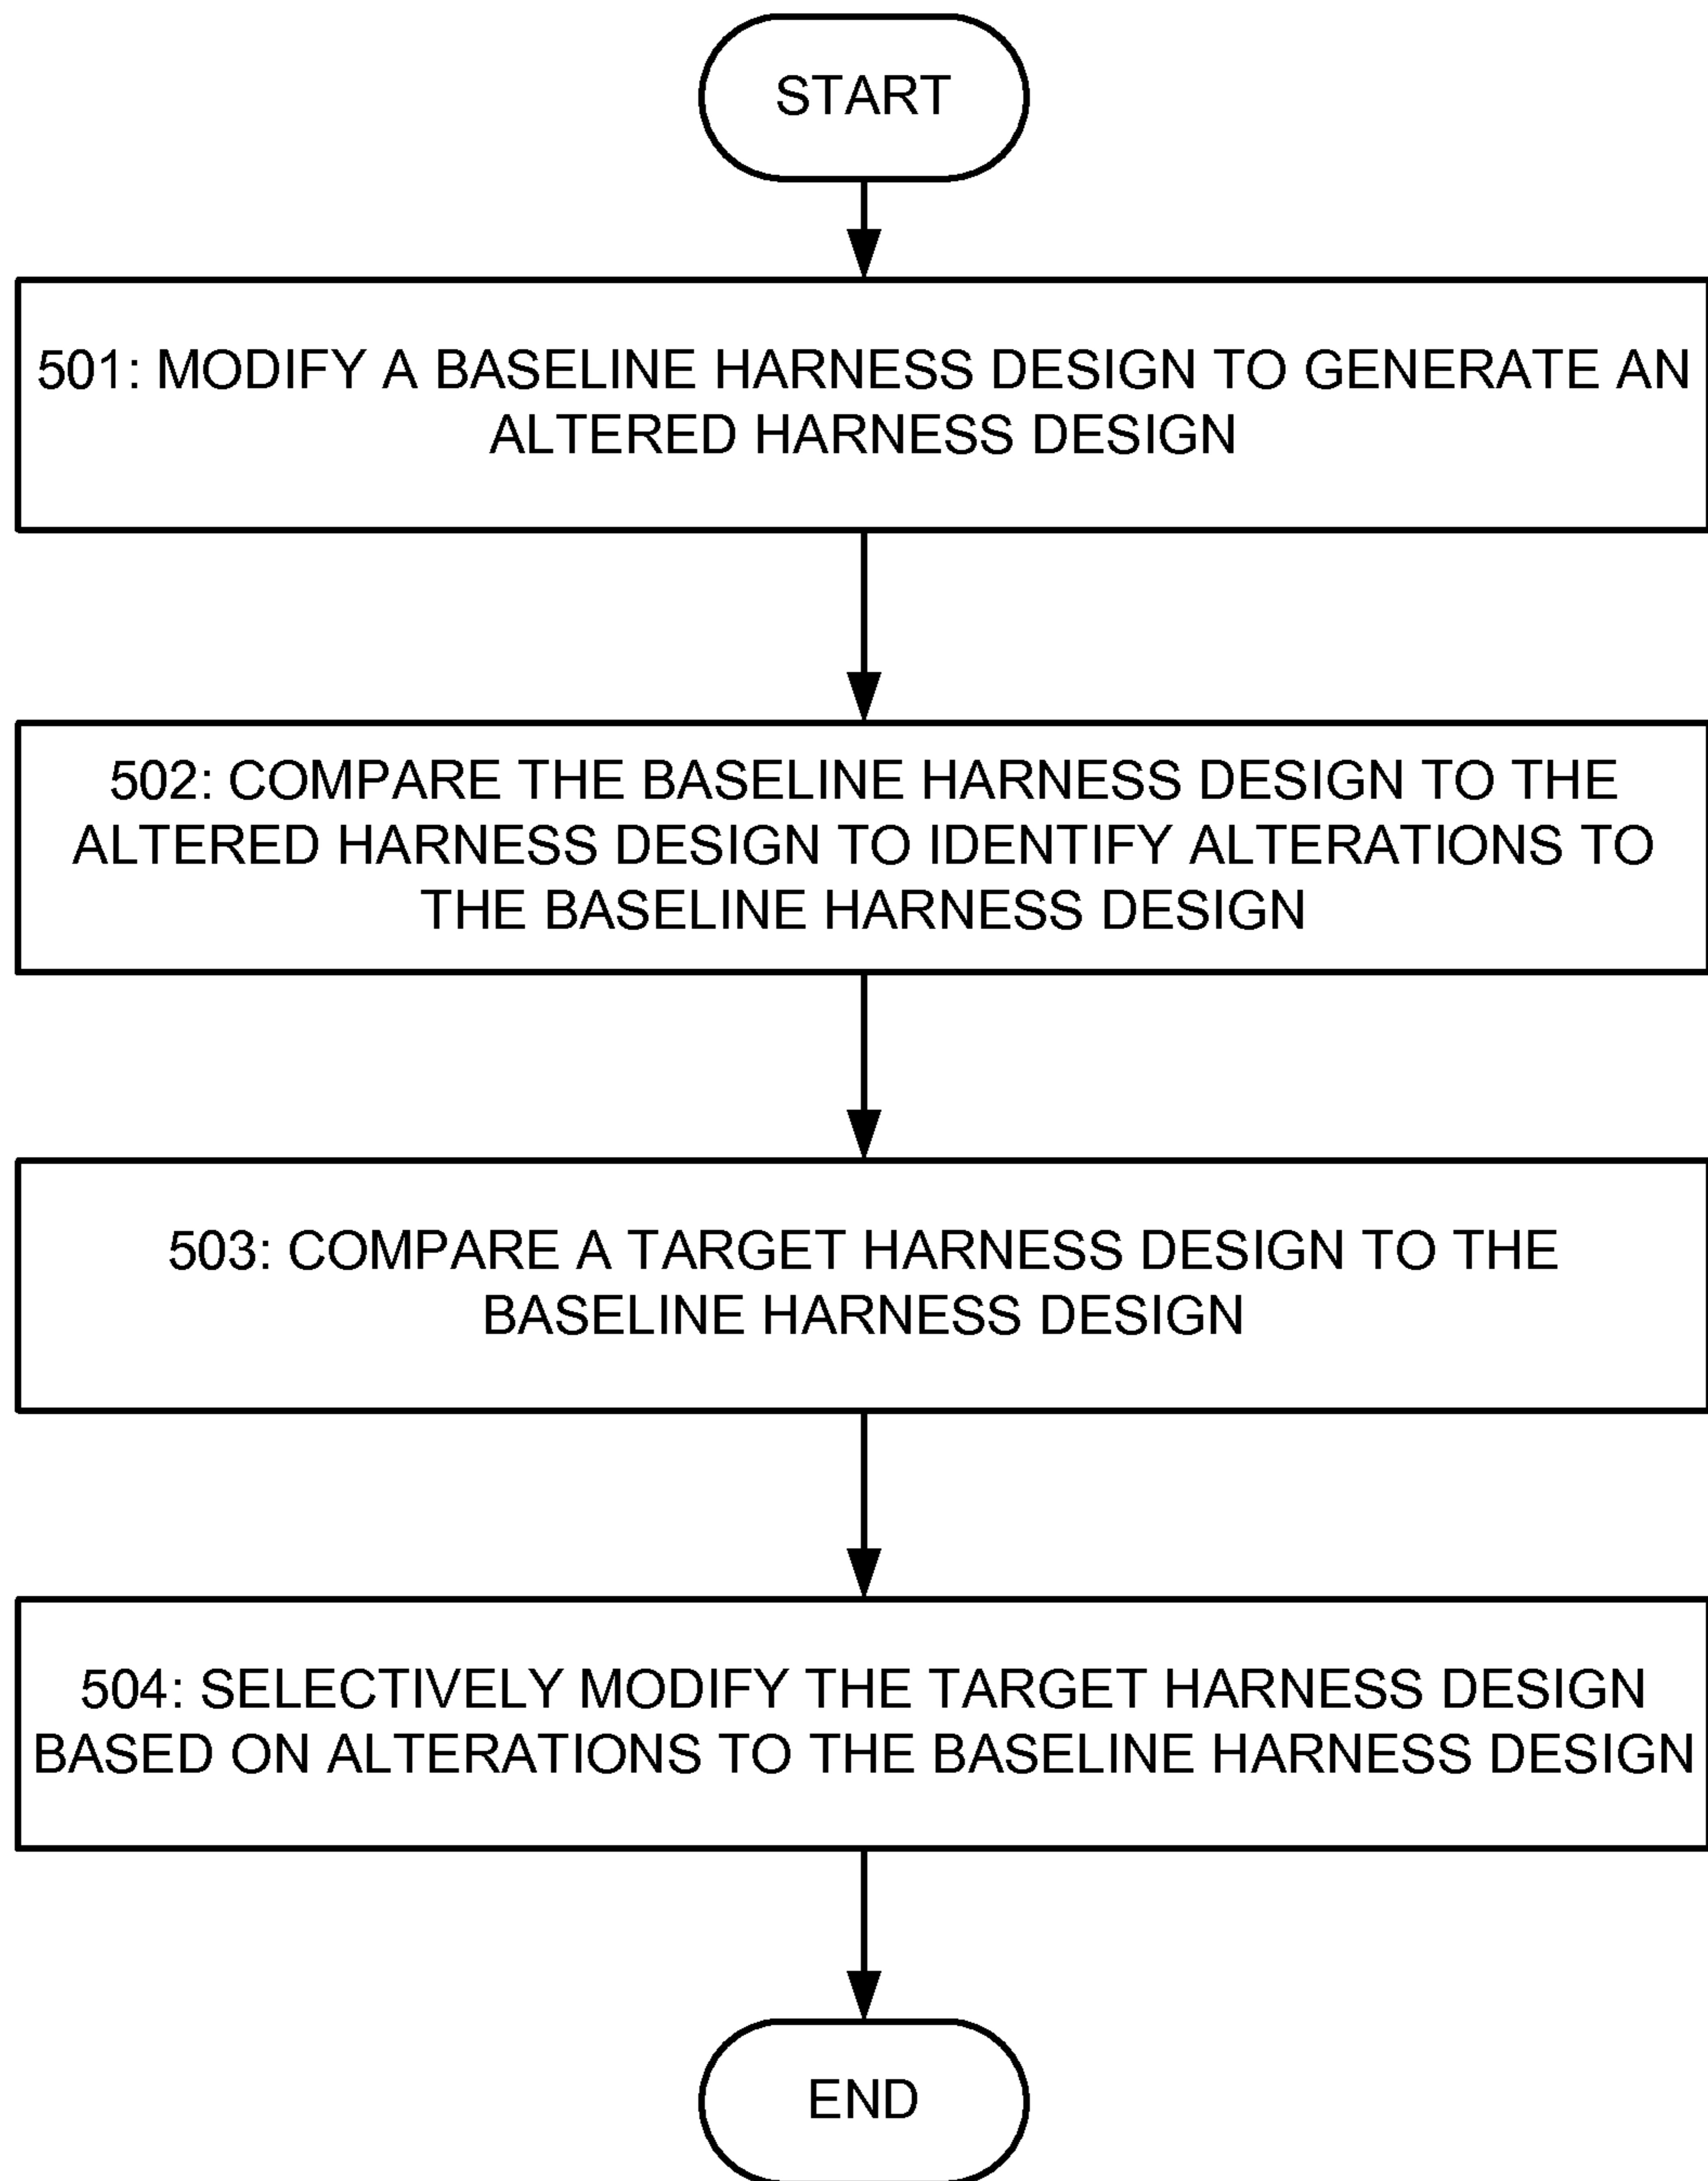 START
501: MODIFY A BASELINE HARNESS DESIGN TO GENERATE AN
ALTERED HARNESS DESIGN
502: COMPARE THE BASELINE HARNESS DESIGN TO THE
ALTERED HARNESS DESIGN TO IDENTIFY ALTERATIONS TO
THE BASELINE HARNESS DESIGN
503: COMPARE A TARGET HARNESS DESIGN TO THE
BASELINE HARNESS DESIGN
504: SELECTIVELY MODIFY THE TARGET HARNESS DESIGN
BASED ON ALTERATIONS TO THE BASELINE HARNESS DESIGN
END